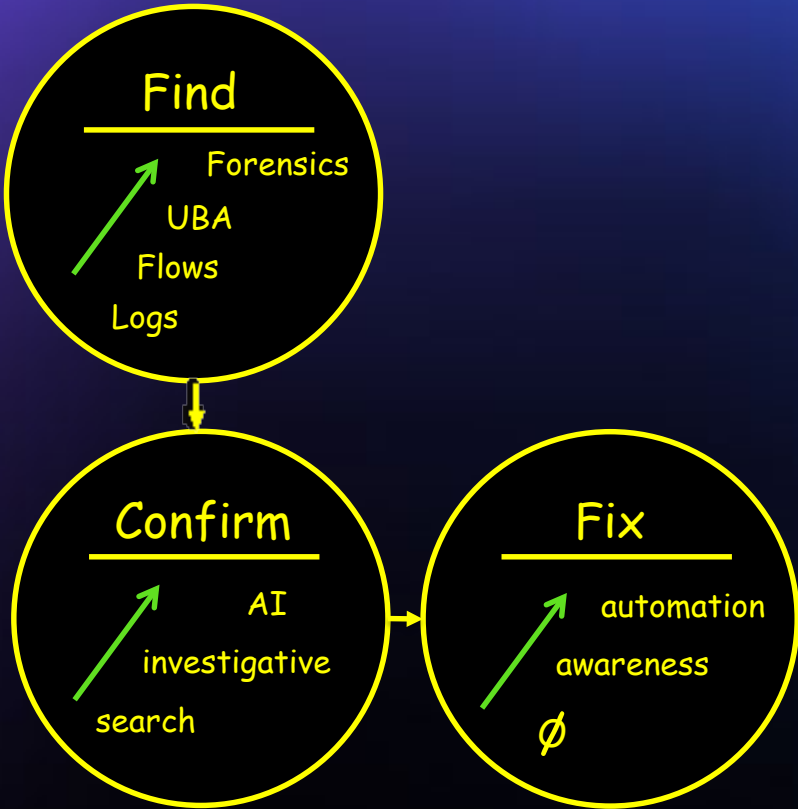 Find
Forensics
UBA
Flows
Logs
Confirm
AI
investigative
search
Fix
automation
awareness
ϕ